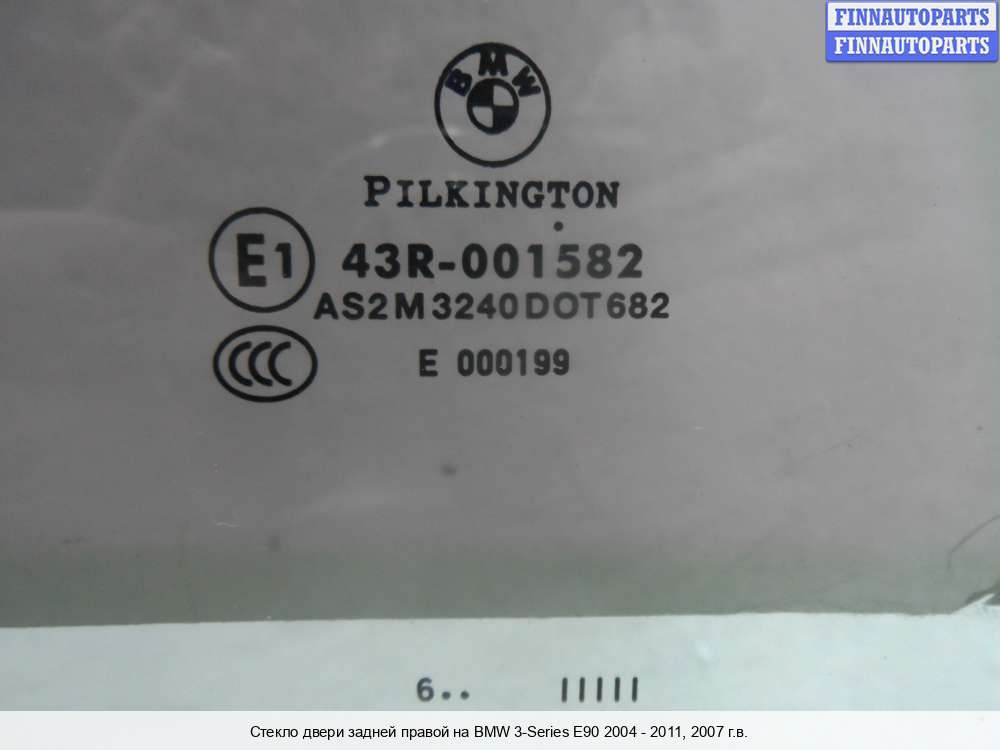 FINNAUTOPARTS
FINNAUTOPARTS
BMW
PILKINGTON
E1 43R-001582
AS2 M3240 DOT682
CCC E 000199
6.. IIIII
Стекло двери задней правой на BMW 3-Series E90 2004 - 2011, 2007 г.в.